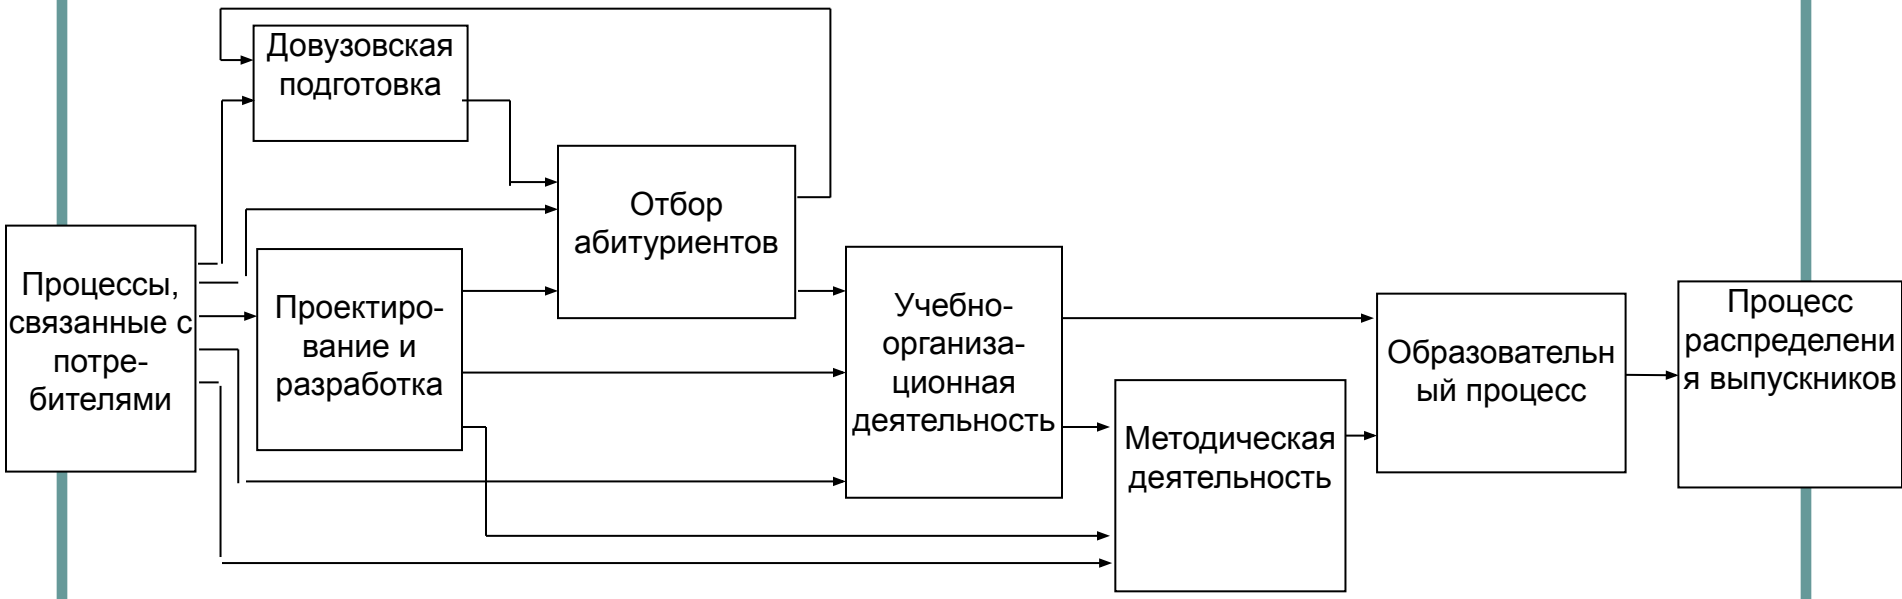 Довузовская
подготовка
Отбор
абитуриентов
Процессы,
связанные с
потре-
бителями
Проектиро-
вание и
разработка
Учебно-
организа-
ционная
деятельность
Методическая
деятельность
Образовательн
ый процесс
Процесс
распределени
я выпускников